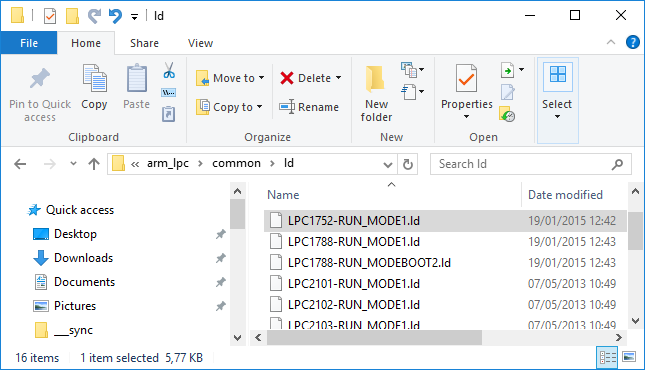 ld
File Home Share View
Pin to Quick access
Copy
Paste
Move to
Copy to
Delete
Rename
New folder
Properties
Select
Clipboard Organize New Open
« arm_lpc > common > ld
Search ld
Quick access
Desktop
Downloads
Documents
Pictures
___sync
Name Date modified
LPC1752-RUN_MODE1.ld 19/01/2015 12:42
LPC1788-RUN_MODE1.ld 19/01/2015 12:43
LPC1788-RUN_MODEBOOT2.ld 19/01/2015 12:43
LPC2101-RUN_MODE1.ld 07/05/2013 10:49
LPC2102-RUN_MODE1.ld 07/05/2013 10:49
LPC2103-RUN_MODE1.ld 07/05/2013 10:49
16 items 1 item selected 5,77 KB